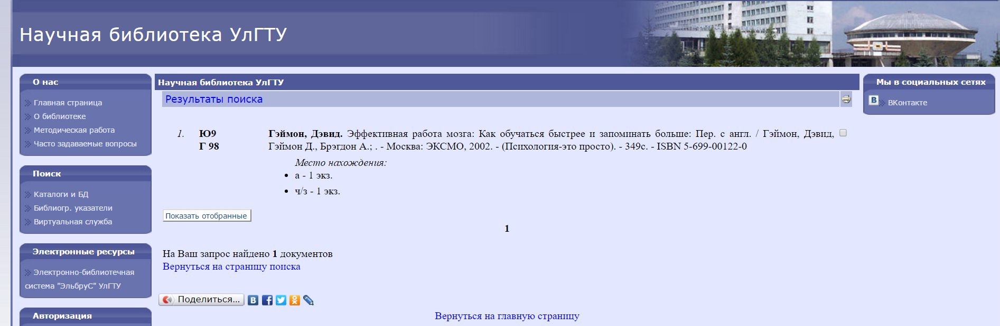 Научная библиотека УлГТУ
О нас
Главная страница
О библиотеке
Методическая работа
Часто задаваемые вопросы
Поиск
Каталоги и БД
Библиогр. указатели
Виртуальная служба
Электронные ресурсы
Электронно-библиотечная
система "ЭльбруС" УлГТУ
Авторизация
Научная библиотека УлГТУ
Результаты поиска
1. Ю9 Гэймон, Дэвид. Эффективная работа мозга: Как обучаться быстрее и запоминать больше: Пер. с англ. / Гэймон, Дэвид,
Г 98 Гэймон Д., Брэгдон А.; . - Москва: ЭКСМО, 2002. - (Психология-это просто). - 349с. - ISBN 5-699-00122-0
Место нахождения:
а - 1 экз.
ч/з - 1 экз.
Показать отобранные
1
На Ваш запрос найдено 1 документов
Вернуться на страницу поиска
Поделиться...
Вернуться на главную страницу
Мы в социальных сетях
В ВКонтакте